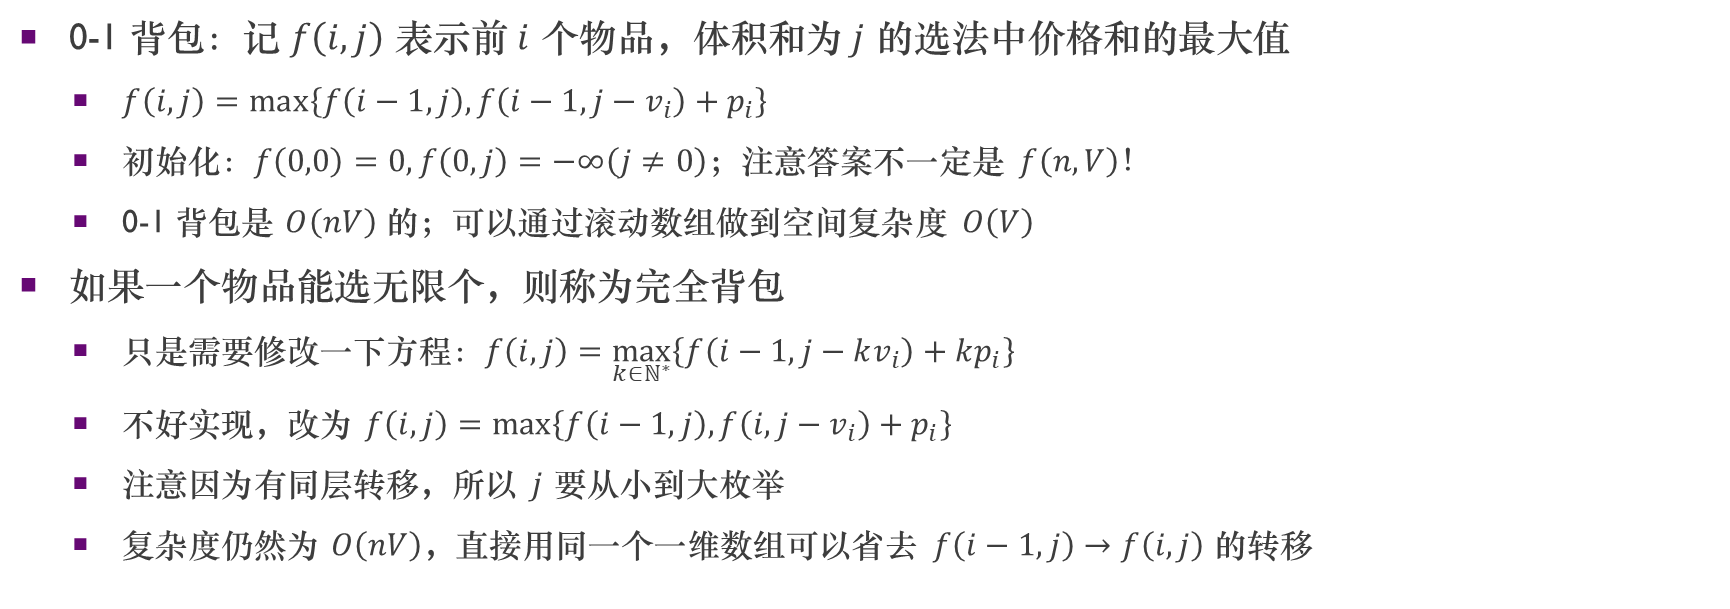 0-1 背包：记 f(i,j) 表示前 i 个物品，体积和为 j 的选法中价格和的最大值
f(i,j) = max{f(i − 1,j),f(i − 1,j − vᵢ) + pᵢ}
初始化：f(0,0) = 0,f(0,j) = −∞(j ≠ 0)；注意答案不一定是 f(n,V)！
0-1 背包是 O(nV) 的；可以通过滚动数组做到空间复杂度 O(V)
如果一个物品能选无限个，则称为完全背包
只是需要修改一下方程：f(i,j) = max_{k∈ℕ*}{f(i − 1,j − kvᵢ) + kpᵢ}
不好实现，改为 f(i,j) = max{f(i − 1,j),f(i,j − vᵢ) + pᵢ}
注意因为有同层转移，所以 j 要从小到大枚举
复杂度仍然为 O(nV)，直接用同一个一维数组可以省去 f(i − 1,j) → f(i,j) 的转移